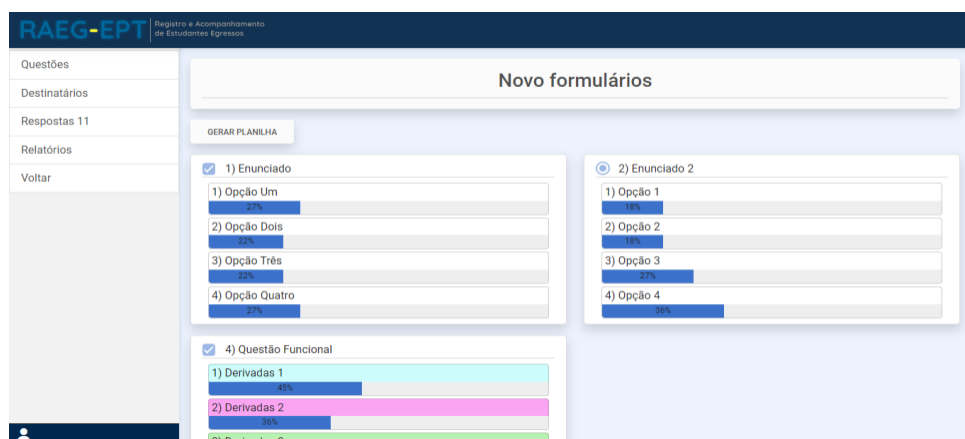 RAEG-EPT
Registro e Acompanhamento
de Estudantes Egressos
Questões
Destinatários
Respostas 11
Relatórios
Voltar
Novo formulários
GERAR PLANILHA
1) Enunciado
1) Opção Um
27%
2) Opção Dois
22%
3) Opção Três
22%
4) Opção Quatro
27%
2) Enunciado 2
1) Opção 1
18%
2) Opção 2
18%
3) Opção 3
27%
4) Opção 4
36%
4) Questão Funcional
1) Derivadas 1
45%
2) Derivadas 2
36%